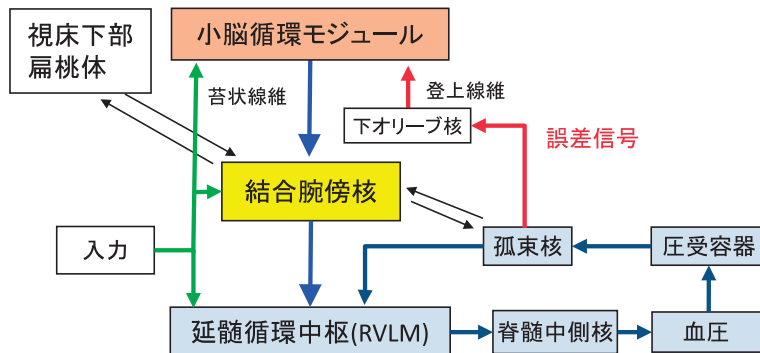 視床下部
扁桃体
小脳循環モジュール
苔状線維
登上線維
下オリーブ核
誤差信号
結合腕傍核
入力
孤束核
圧受容器
延髄循環中枢(RVLM)
脊髄中側核
血圧